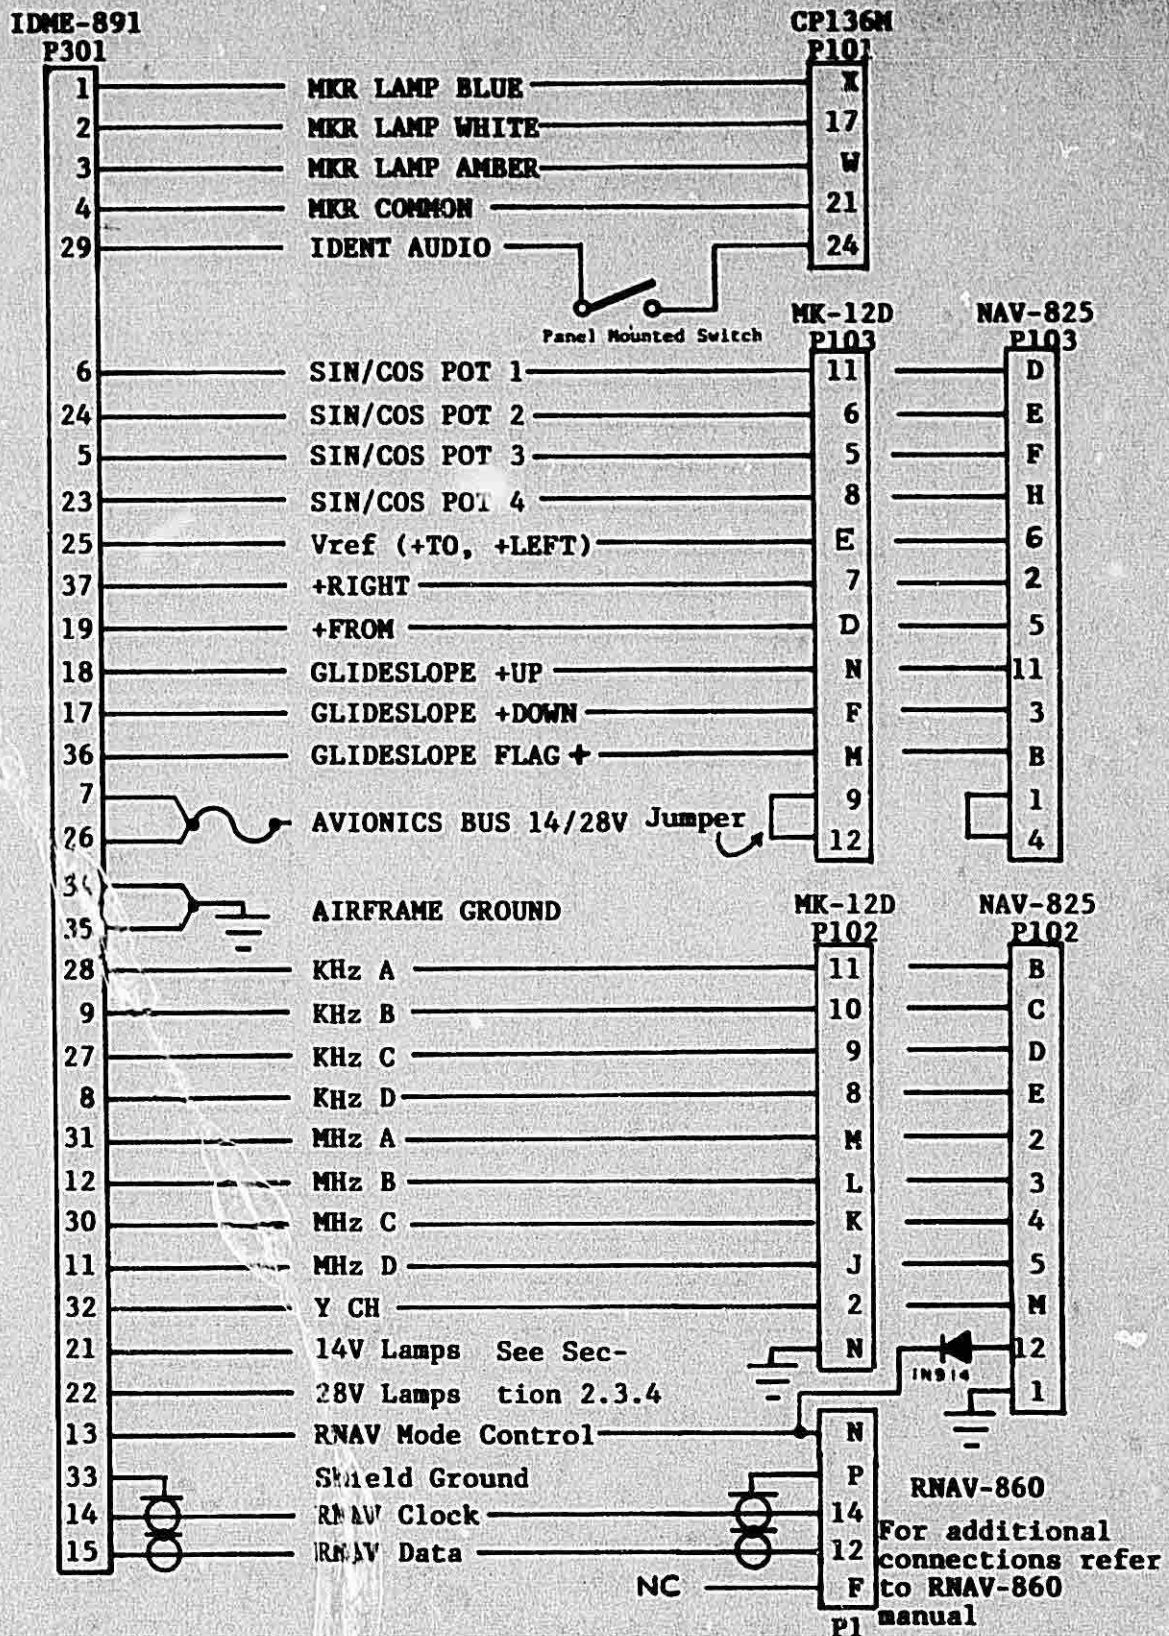 IDME-891 CP136M
P301 P101
1 MKR LAMP BLUE X
2 MKR LAMP WHITE 17
3 MKR LAMP AMBER W
4 MKR COMMON 21
29 IDENT AUDIO 24
Panel Mounted Switch
MK-12D NAV-825
P103 P103
6 SIN/COS POT 1 11 D
24 SIN/COS POT 2 6 E
5 SIN/COS POT 3 5 F
23 SIN/COS POT 4 8 H
25 Vref (+TO, +LEFT) E 6
37 +RIGHT 7 2
19 +FROM D 5
18 GLIDESLOPE +UP N 11
17 GLIDESLOPE +DOWN F 3
36 GLIDESLOPE FLAG + M B
7 9 1
AVIONICS BUS 14/28V Jumper
26 12 4
AIRFRAME GROUND
35
MK-12D NAV-825
P102 P102
28 KHz A 11 B
9 KHz B 10 C
27 KHz C 9 D
8 KHz D 8 E
31 MHz A M 2
12 MHz B L 3
30 MHz C K 4
11 MHz D J 5
32 Y CH 2 M
21 14V Lamps See Sec- N 12
1N914
22 28V Lamps tion 2.3.4 1
13 RNAV Mode Control N
33 Shield Ground P RNAV-860
14 RNAV Clock 14
For additional
15 RNAV Data 12 connections refer
NC F to RNAV-860
manual
P1